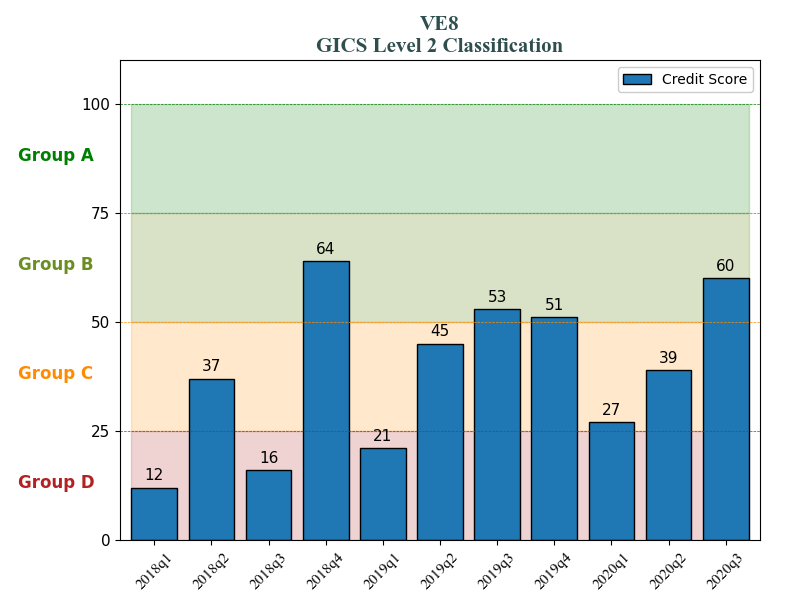 VE8
GICS Level 2 Classification
Credit Score
100
Group A
75
Group B
64
60
53
51
50
45
39
Group C
37
27
25
21
16
Group D
12
0
2018q1
2018q2
2018q3
2018q4
2019q1
2019q2
2019q3
2019q4
2020q1
2020q2
2020q3